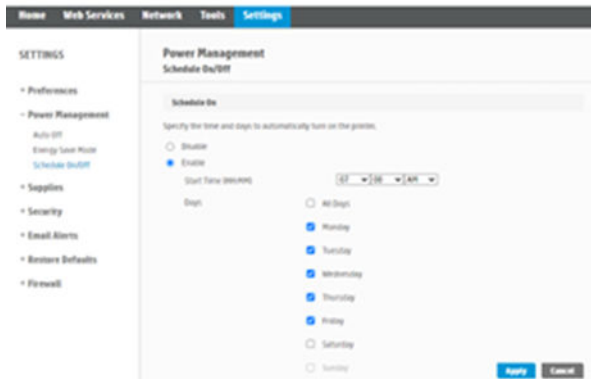 Home Web Services Network Tools Settings
SETTINGS
+ Preferences
- Power Management
Auto Off
Energy Save Mode
Schedule On/Off
+ Supplies
+ Security
+ Email Alerts
+ Restore Defaults
+ Firewall
Power Management
Schedule On/Off
Schedule On
Specify the time and days to automatically turn on the printer.
Disable
Enable
Start Time (HH:MM) 07 00 AM
Days
All Days
Monday
Tuesday
Wednesday
Thursday
Friday
Saturday
Sunday
Apply Cancel